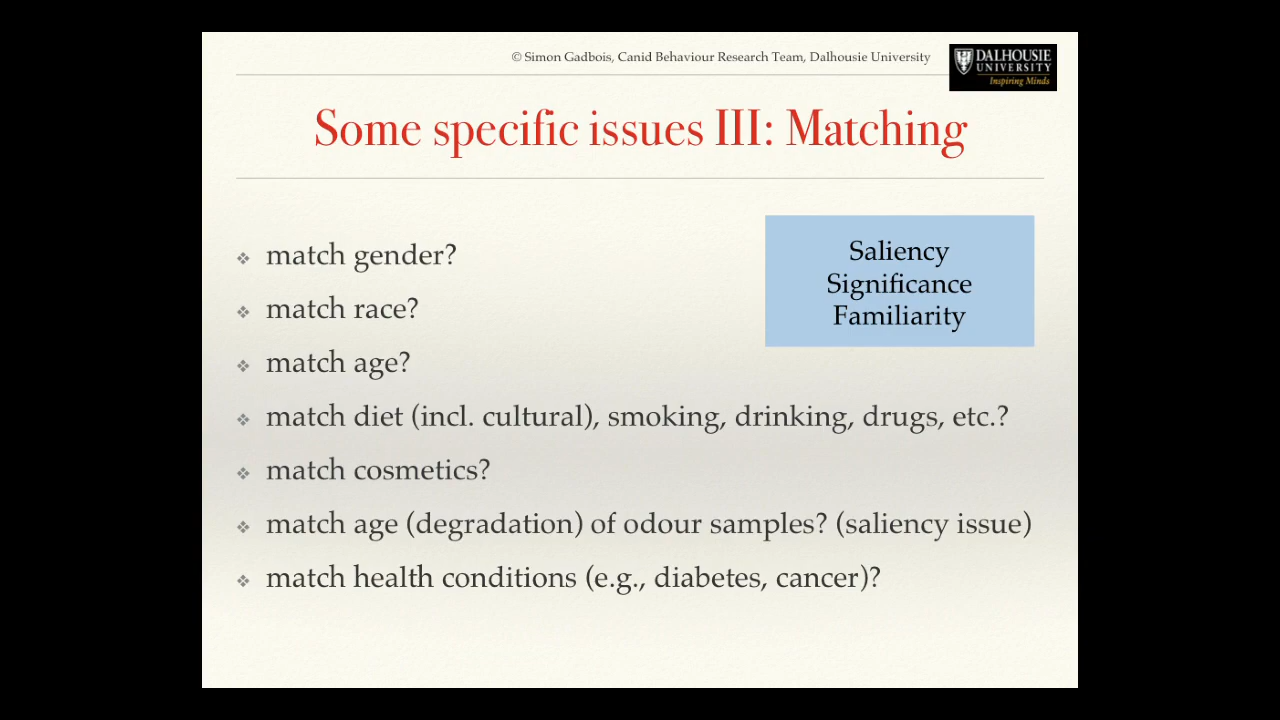 © Simon Gadbois, Canid Behaviour Research Team, Dalhousie University
DALHOUSIE
UNIVERSITY
Inspiring Minds
Some specific issues III: Matching
Saliency
Significance
Familiarity
❖ match gender?
❖ match race?
❖ match age?
❖ match diet (incl. cultural), smoking, drinking, drugs, etc.?
❖ match cosmetics?
❖ match age (degradation) of odour samples? (saliency issue)
❖ match health conditions (e.g., diabetes, cancer)?